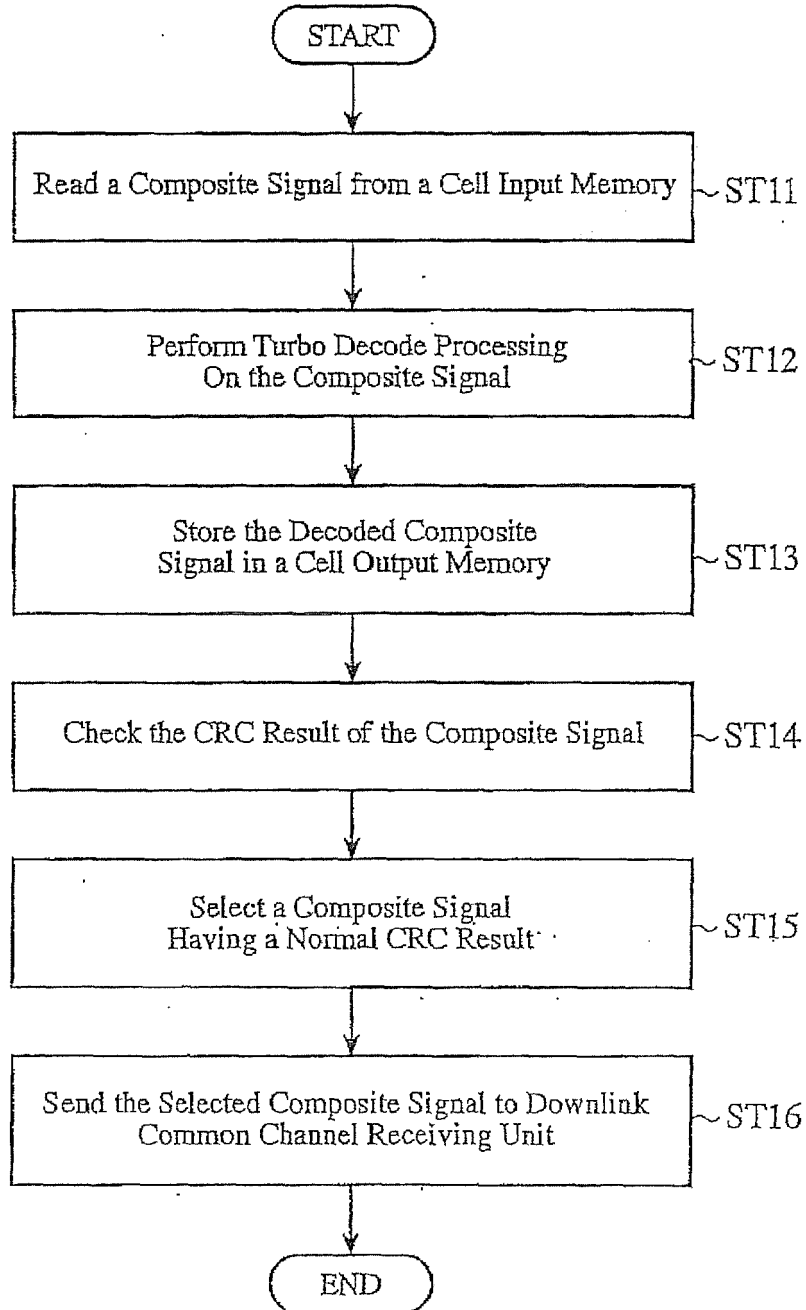 START
Read a Composite Signal from a Cell Input Memory
ST11
Perform Turbo Decode Processing
On the Composite Signal
ST12
Store the Decoded Composite
Signal in a Cell Output Memory
ST13
Check the CRC Result of the Composite Signal
ST14
Select a Composite Signal
Having a Normal CRC Result
ST15
Send the Selected Composite Signal to Downlink
Common Channel Receiving Unit
ST16
END